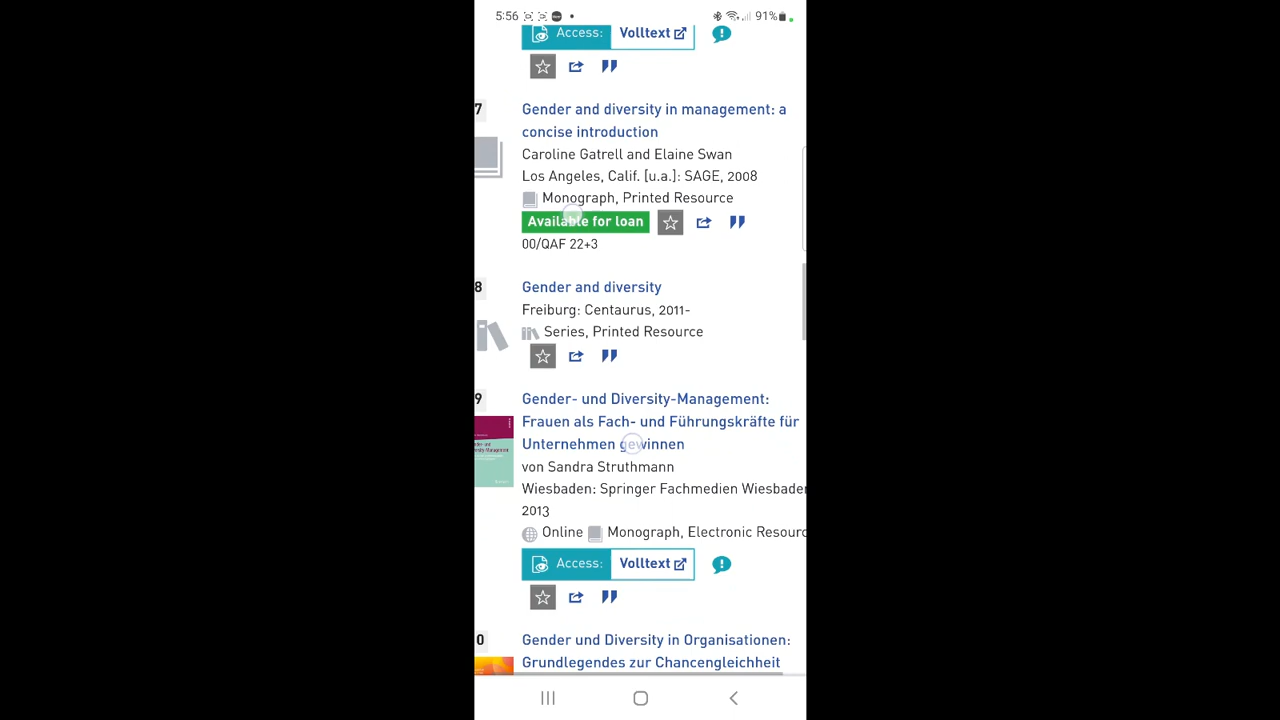 5:56 91%
Access: Volltext
7
Gender and diversity in management: a
concise introduction
Caroline Gatrell and Elaine Swan
Los Angeles, Calif. [u.a.]: SAGE, 2008
Monograph, Printed Resource
Available for loan
00/QAF 22+3
8
Gender and diversity
Freiburg: Centaurus, 2011-
Series, Printed Resource
9
Gender- und Diversity-Management:
Frauen als Fach- und Führungskräfte für
Unternehmen gewinnen
von Sandra Struthmann
Wiesbaden: Springer Fachmedien Wiesbaden
2013
Online Monograph, Electronic Resourc
Access: Volltext
0
Gender und Diversity in Organisationen:
Grundlegendes zur Chancengleichheit